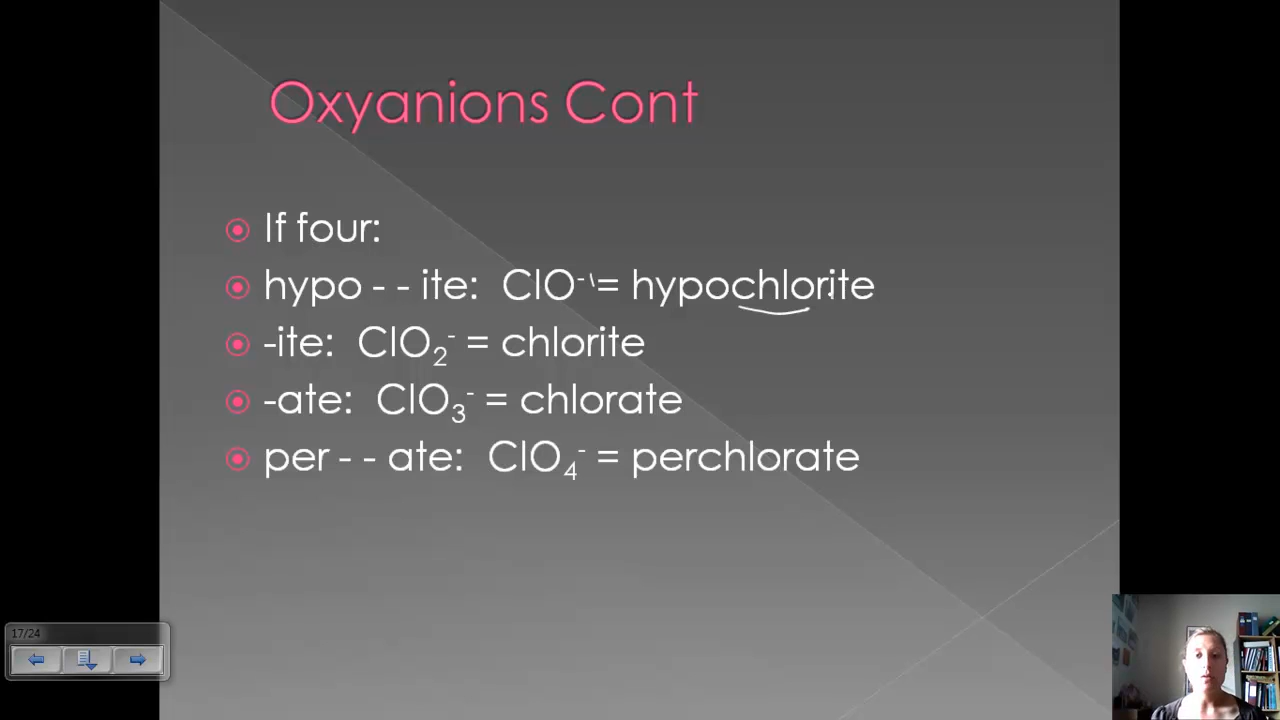 Oxyanions Cont
If four:
hypo - - ite: ClO⁻¹= hypochlorite
-ite: ClO₂⁻ = chlorite
-ate: ClO₃⁻ = chlorate
per - - ate: ClO₄⁻ = perchlorate
17/24